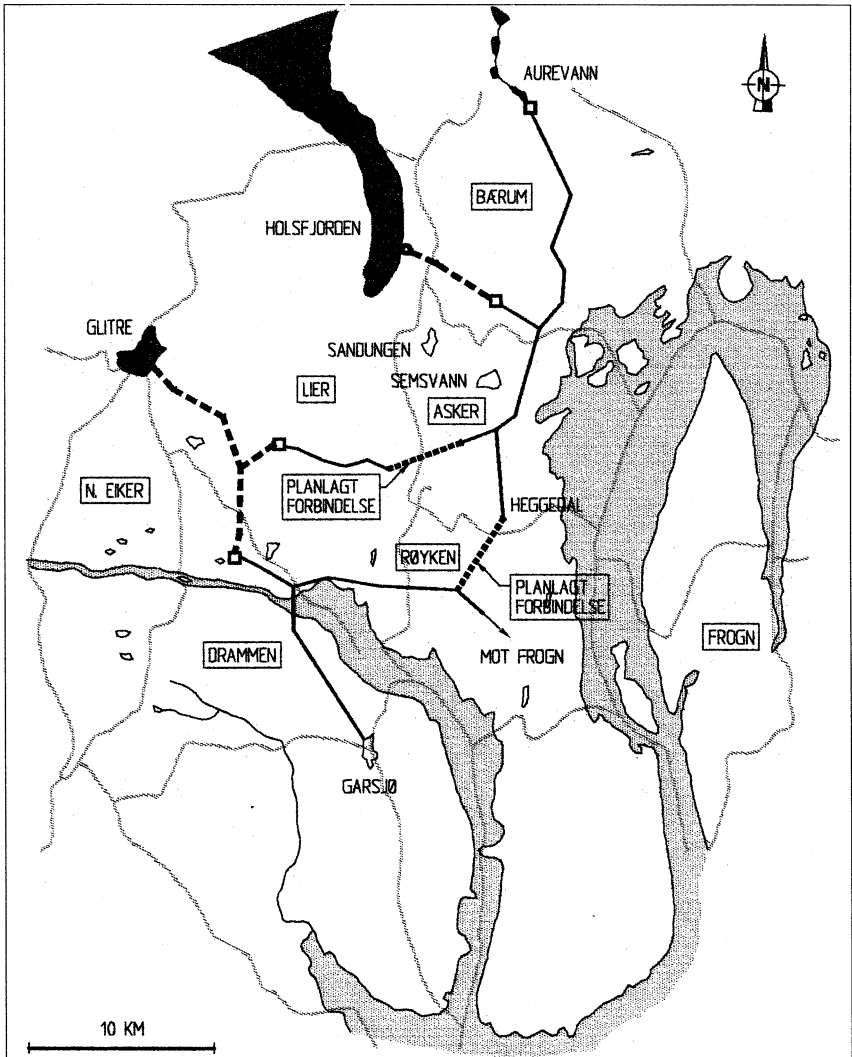 AUREVANN
N
BÆRUM
HOLSFJORDEN
GLITRE
SANDUNGEN
SEMSVANN
LIER
ASKER
N. EIKER
PLANLAGT
FORBINDELSE
HEGGEDAL
RØYKEN
PLANLAGT
FORBINDELSE
FROGN
DRAMMEN
MOT FROGN
GARSJØ
10 KM